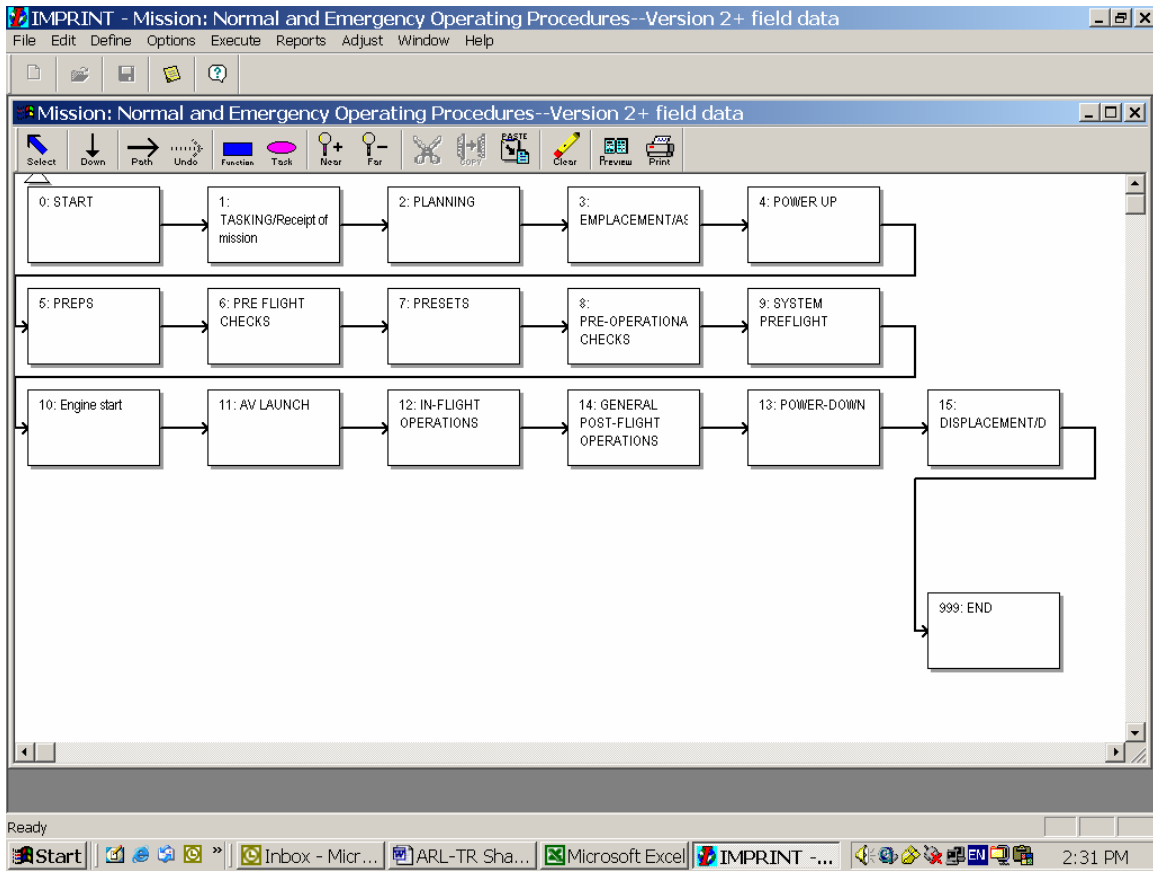 IMPRINT - Mission: Normal and Emergency Operating Procedures--Version 2+ field data
File Edit Define Options Execute Reports Adjust Window Help
Mission: Normal and Emergency Operating Procedures--Version 2+ field data
Select Down Path Undo Function Task Near Far COPY PASTE Clear Preview Print
0: START
1:
TASKING/Receipt of
mission
2: PLANNING
3:
EMPLACEMENT/AS
4: POWER UP
5: PREPS
6: PRE FLIGHT
CHECKS
7: PRESETS
8:
PRE-OPERATIONA
CHECKS
9: SYSTEM
PREFLIGHT
10: Engine start
11: AV LAUNCH
12: IN-FLIGHT
OPERATIONS
14: GENERAL
POST-FLIGHT
OPERATIONS
13: POWER-DOWN
15:
DISPLACEMENT/D
999: END
Ready
Start » Inbox - Micr... ARL-TR Sha... Microsoft Excel IMPRINT -... EN 2:31 PM